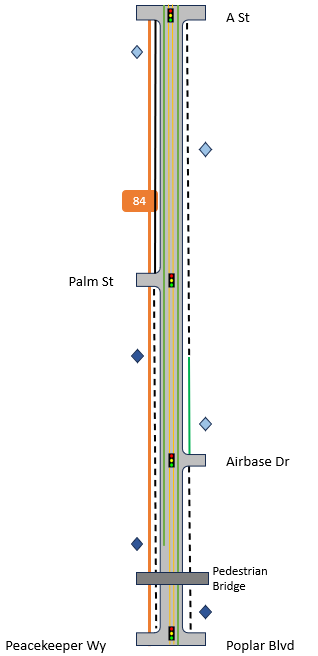 A St
84
Palm St
Airbase Dr
Pedestrian
Bridge
Peacekeeper Wy
Poplar Blvd